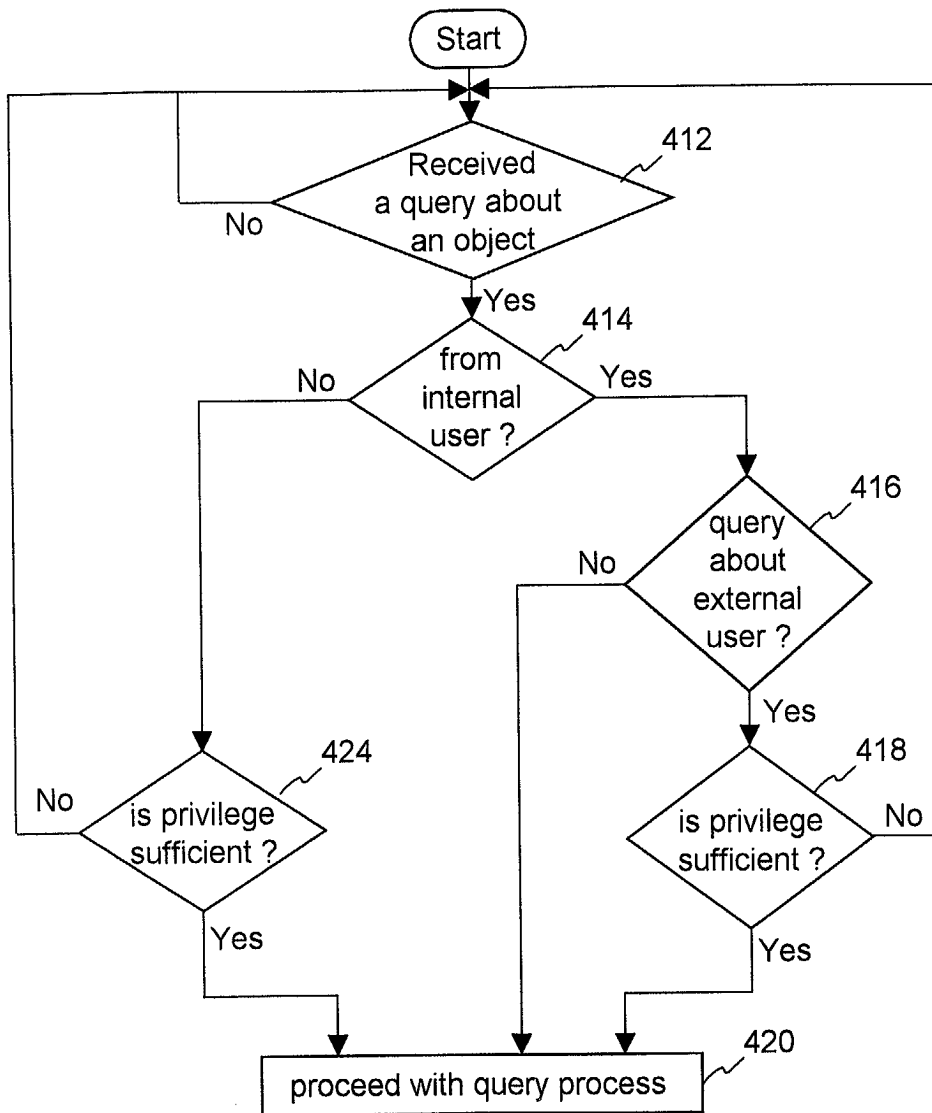 Start
412
Received
a query about
an object
No
Yes
414
from
internal
user ?
No
Yes
416
query
about
external
user ?
No
Yes
424
is privilege
sufficient ?
No
418
is privilege
sufficient ?
No
Yes
Yes
420
proceed with query process